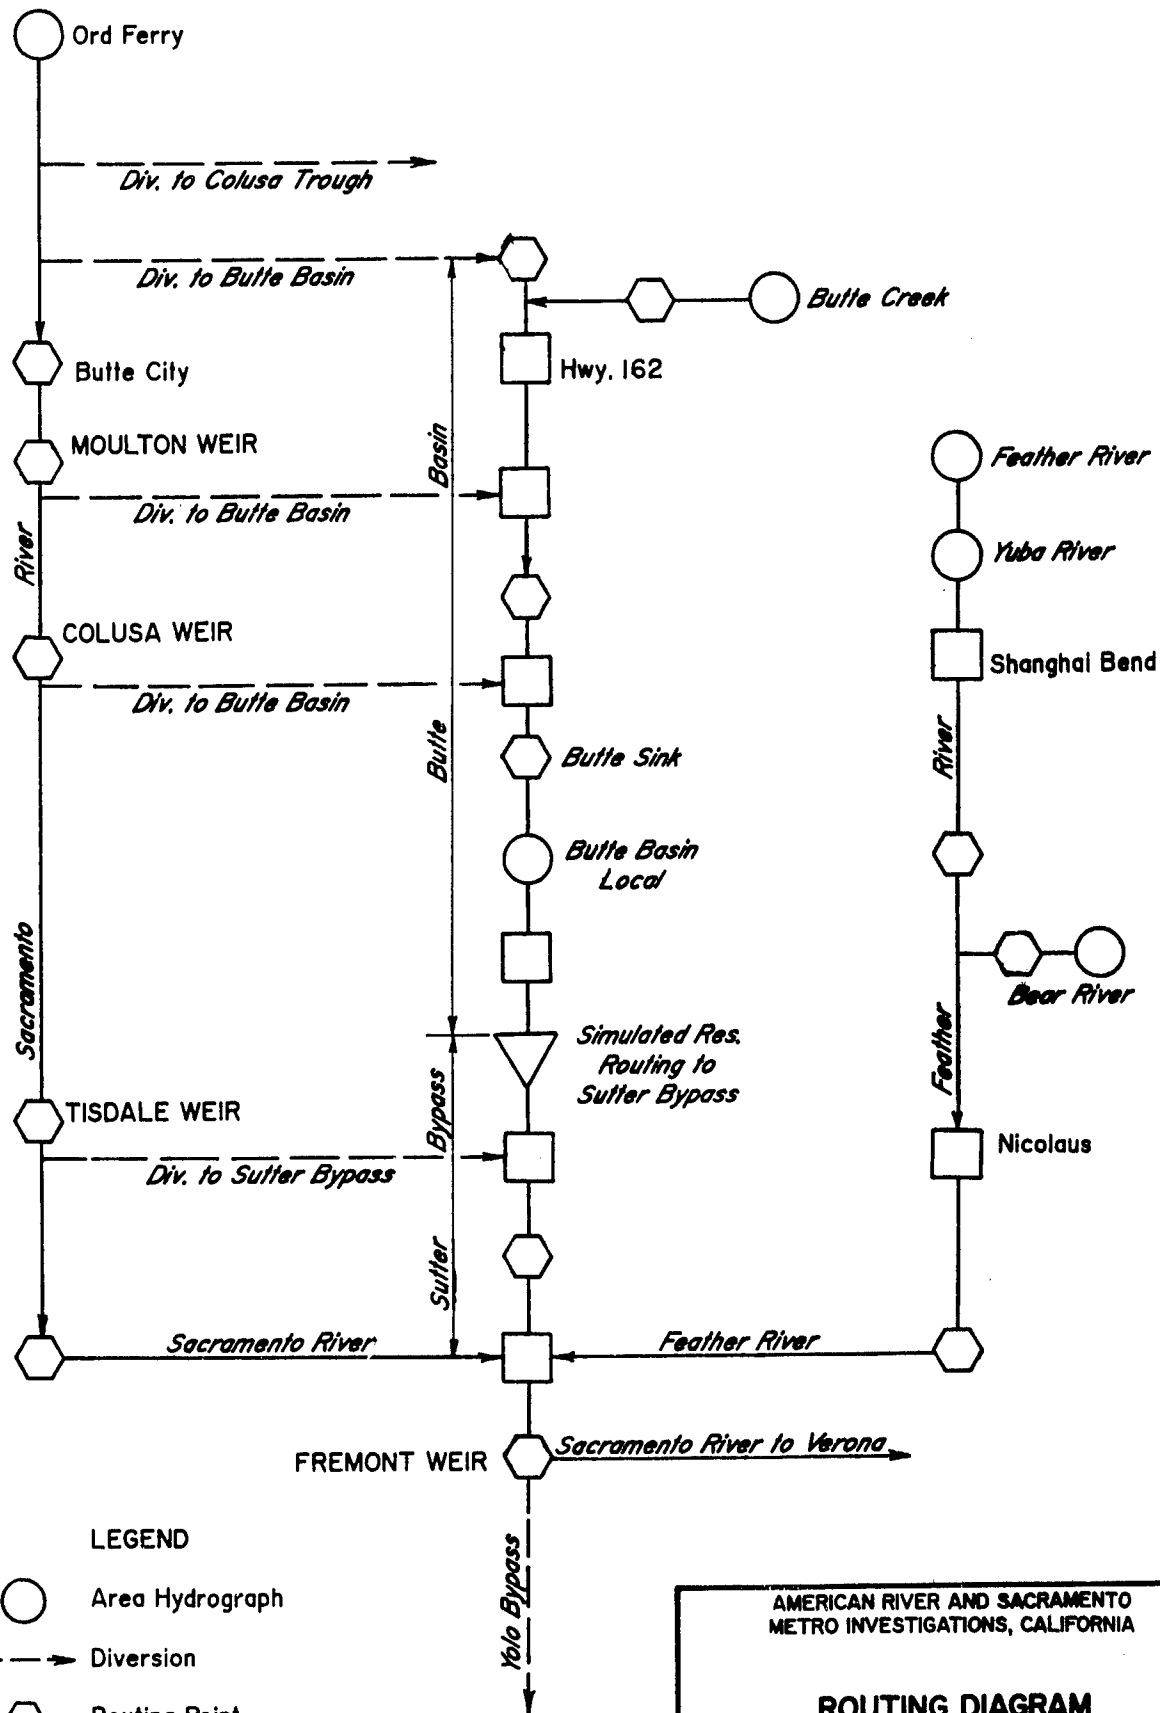 Ord Ferry
Div. to Colusa Trough
Div. to Butte Basin
Butte Creek
Butte City
Hwy. 162
MOULTON WEIR
Basin
Feather River
Div. to Butte Basin
River
Yuba River
COLUSA WEIR
Shanghai Bend
Div. to Butte Basin
Butte
Butte Sink
River
Butte Basin
Local
Sacramento
Bear River
Simulated Res.
Routing to
Sutter Bypass
Feather
Bypass
TISDALE WEIR
Nicolaus
Div. to Sutter Bypass
Sutter
Sacramento River
Feather River
Sacramento River to Verona
FREMONT WEIR
Yolo Bypass
LEGEND
Area Hydrograph
Diversion
Routing Point
AMERICAN RIVER AND SACRAMENTO
METRO INVESTIGATIONS, CALIFORNIA
ROUTING DIAGRAM